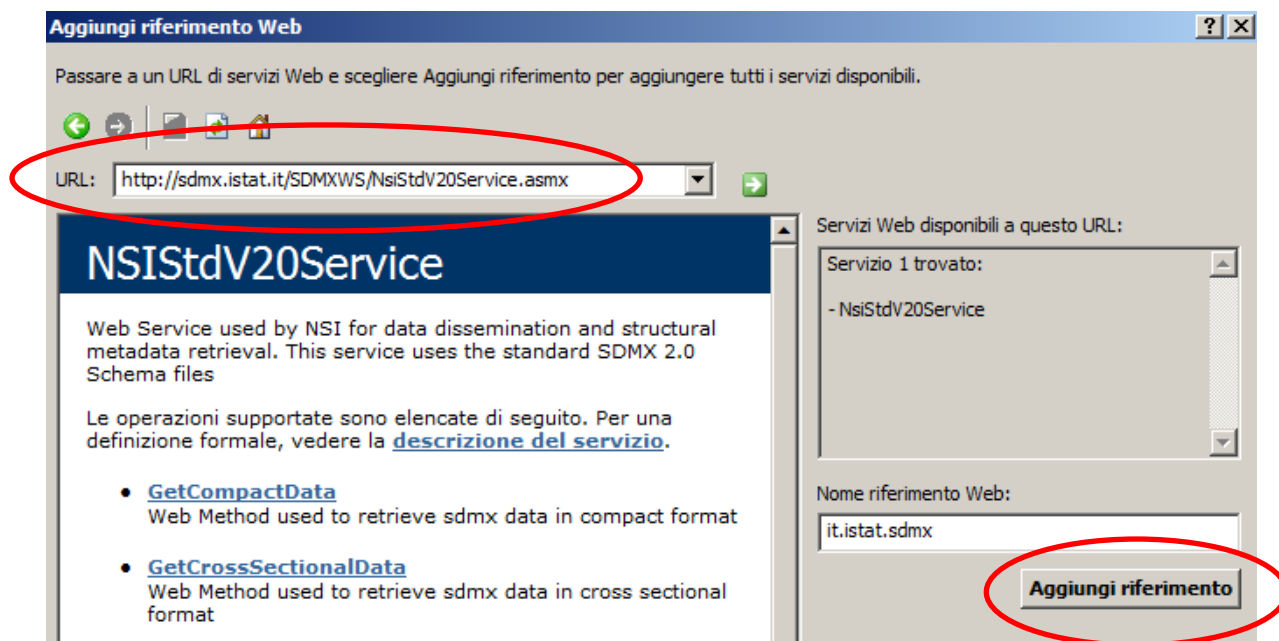 Aggiungi riferimento Web
Passare a un URL di servizi Web e scegliere Aggiungi riferimento per aggiungere tutti i servizi disponibili.
URL: http://sdmx.istat.it/SDMXWS/NsiStdV20Service.asmx
NSIStdV20Service
Web Service used by NSI for data dissemination and structural
metadata retrieval. This service uses the standard SDMX 2.0
Schema files
Le operazioni supportate sono elencate di seguito. Per una
definizione formale, vedere la descrizione del servizio.
• GetCompactData
Web Method used to retrieve sdmx data in compact format
• GetCrossSectionalData
Web Method used to retrieve sdmx data in cross sectional
format
Servizi Web disponibili a questo URL:
Servizio 1 trovato:
- NsiStdV20Service
Nome riferimento Web:
it.istat.sdmx
Aggiungi riferimento